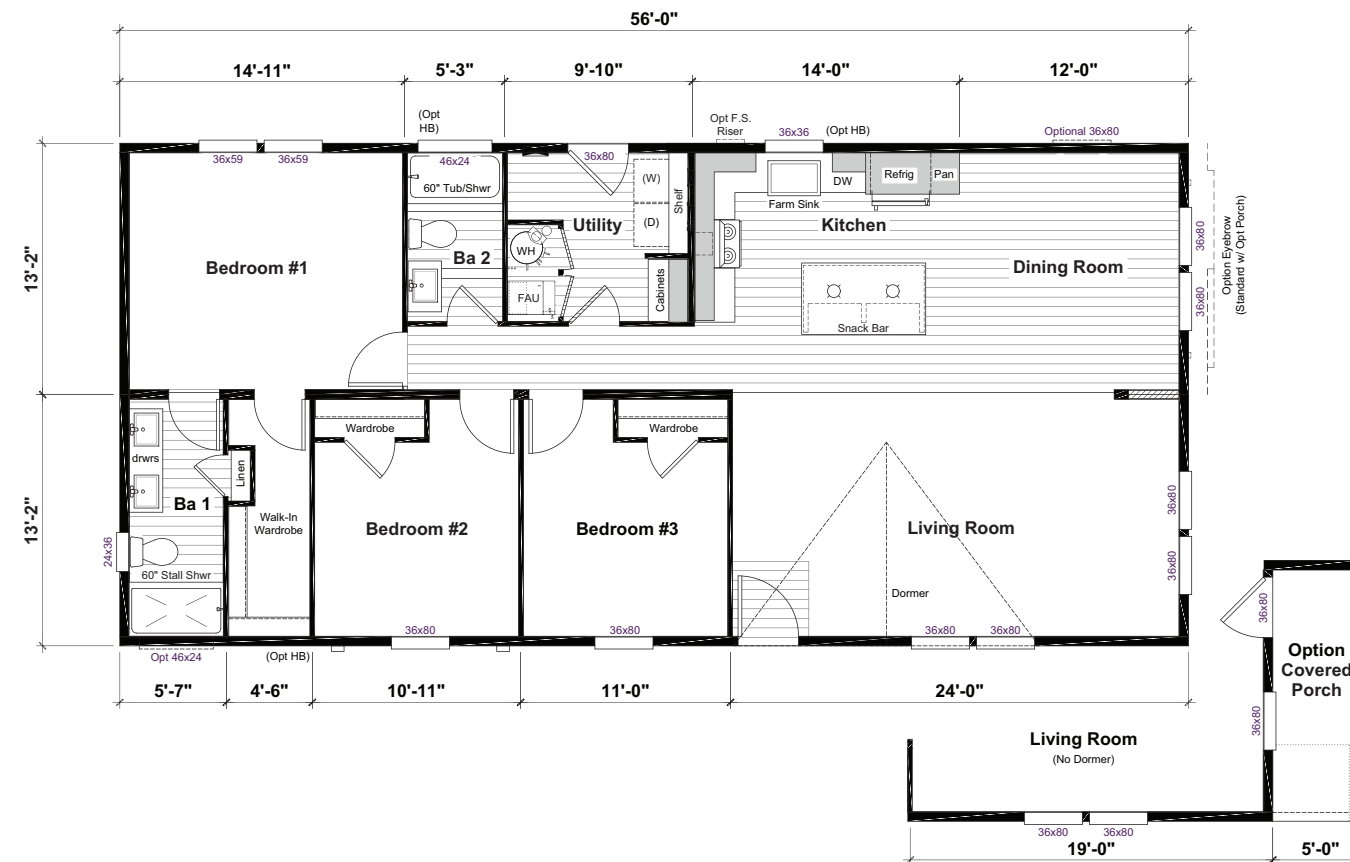 56'-0"
14'-11"
5'-3"
9'-10"
14'-0"
12'-0"
(Opt
HB)
Opt F.S.
Riser
36x36
(Opt HB)
Optional 36x80
36x59
36x59
46x24
36x80
60" Tub/Shwr
(W)
(D)
Shelf
Farm Sink
DW
Refrig
Pan
Utility
Kitchen
13'-2"
Bedroom #1
Ba 2
WH
FAU
Cabinets
Dining Room
Snack Bar
36x80
36x80
Option Eyebrow
(Standard w/ Opt Porch)
13'-2"
Wardrobe
Wardrobe
drwrs
Linen
Ba 1
Walk-In
Wardrobe
Bedroom #2
Bedroom #3
Living Room
36x80
36x80
24x36
60" Stall Shwr
Dormer
36x80
36x80
36x80
36x80
Opt 46x24
(Opt HB)
5'-7"
4'-6"
10'-11"
11'-0"
24'-0"
36x80
Option
Covered
Porch
36x80
Living Room
(No Dormer)
36x80
36x80
19'-0"
5'-0"